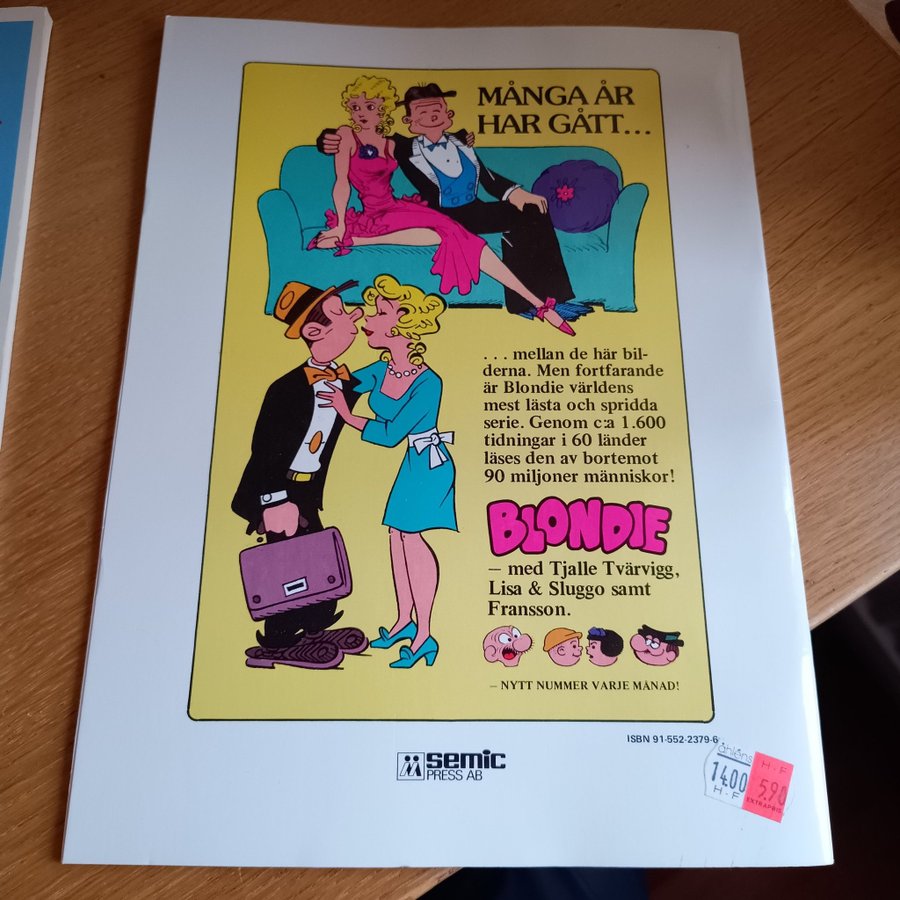 MÅNGA ÅR
HAR GÅTT...
. . . mellan de här bil-
derna. Men fortfarande
är Blondie världens
mest lästa och spridda
serie. Genom c:a 1.600
tidningar i 60 länder
läses den av bortemot
90 miljoner människor!
BLONDIE
– med Tjalle Tvärvigg,
Lisa & Sluggo samt
Fransson.
– NYTT NUMMER VARJE MÅNAD!
ISBN 91-552-2379-6
semic
PRESS AB
åhléns
14.00
H - F
H - F
5.90
EXTRAPRIS